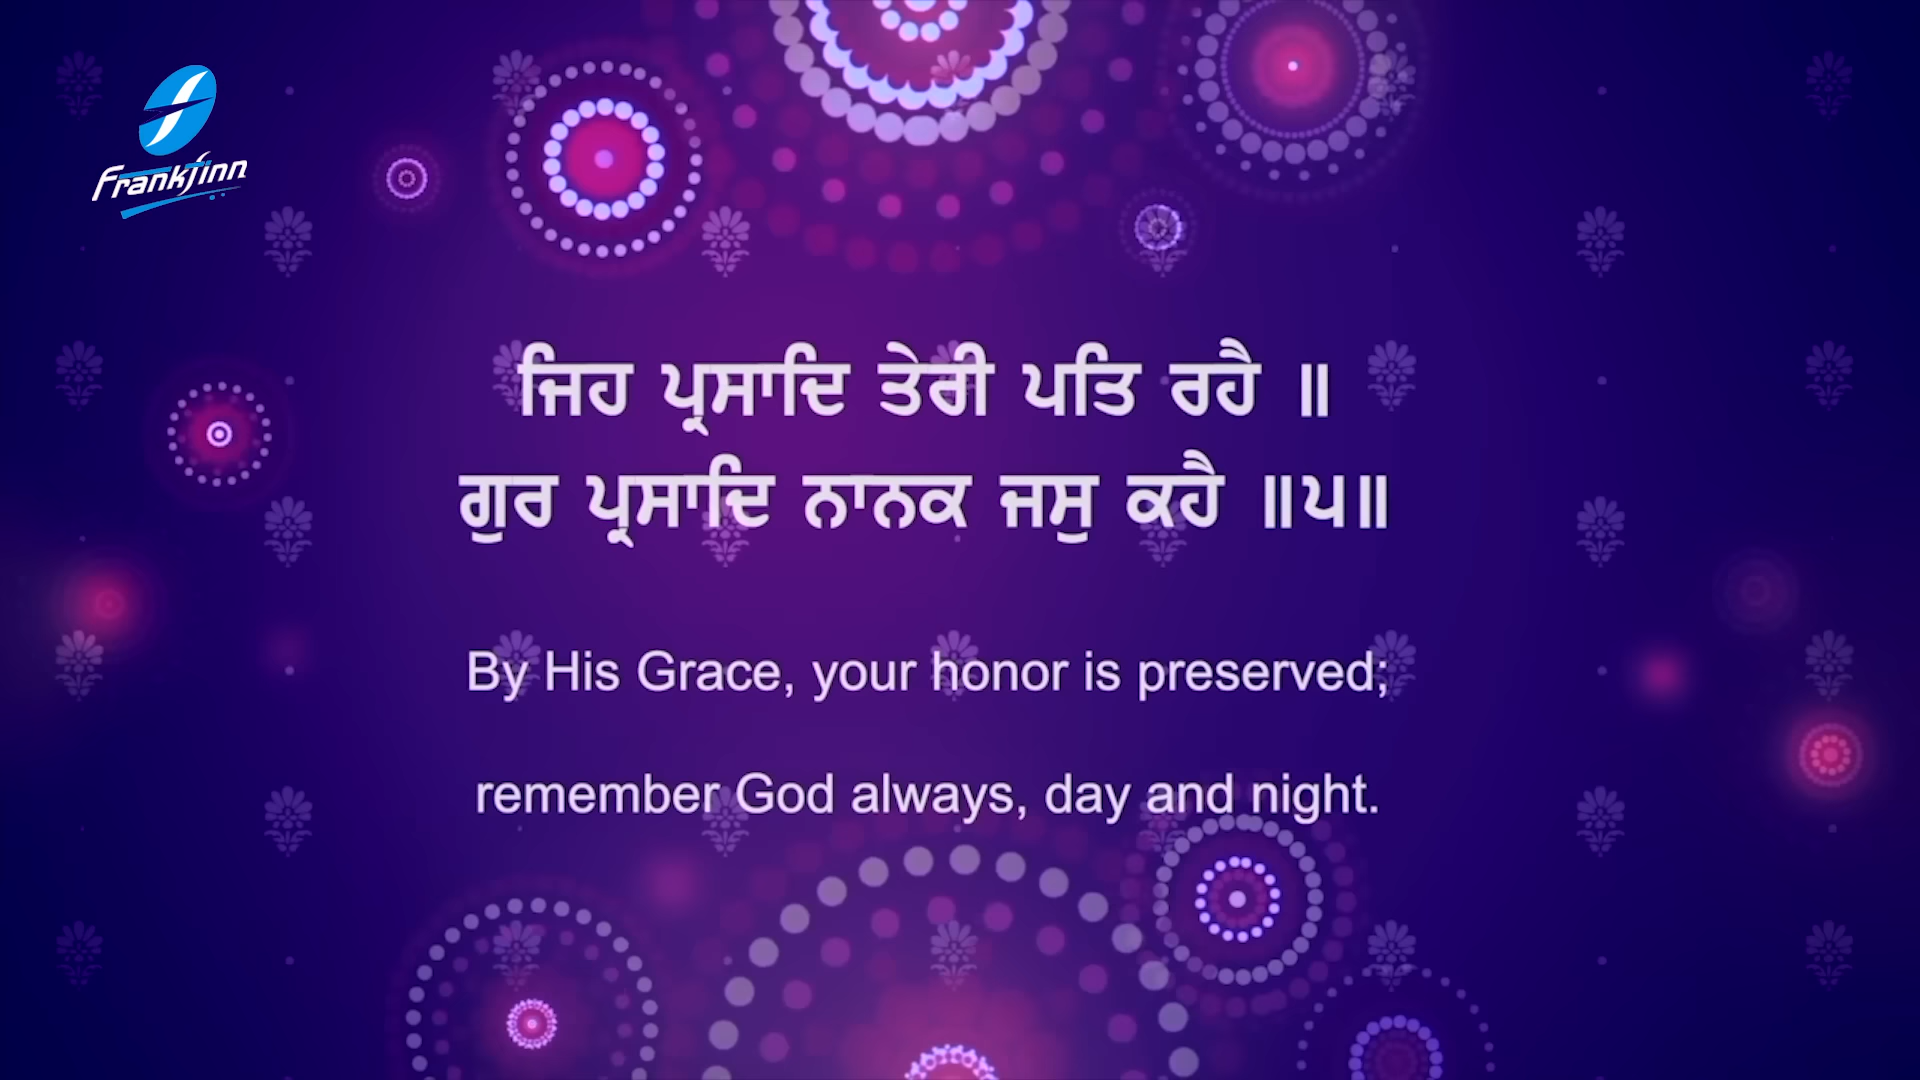 Frankfinn
ਜਿਹ ਪ੍ਰਸਾਦਿ ਤੇਰੀ ਪਤਿ ਰਹੈ ॥
ਗੁਰ ਪ੍ਰਸਾਦਿ ਨਾਨਕ ਜਸੁ ਕਹੈ ॥੫॥
By His Grace, your honor is preserved;
remember God always, day and night.